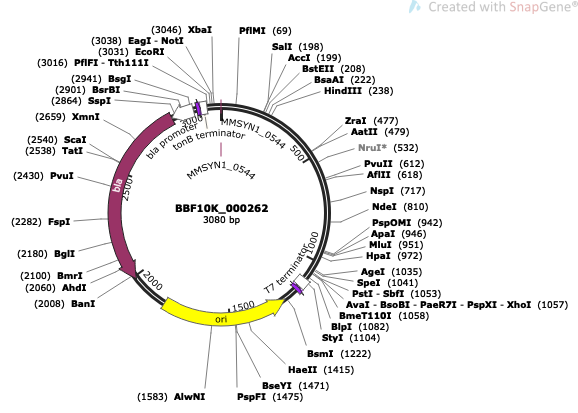 Created with SnapGene®
(3046) XbaI
(3038) EagI - NotI
(3031) EcoRI
(3016) PflFI - Tth111I
(2941) BsgI
(2901) BsrBI
(2864) SspI
(2659) XmnI
(2540) ScaI
(2538) TatI
(2430) PvuI
(2282) FspI
(2180) BglI
(2100) BmrI
(2060) AhdI
(2008) BanI
(1583) AlwNI
PflMI (69)
SalI (198)
AccI (199)
BstEII (208)
BsaAI (222)
HindIII (238)
ZraI (477)
AatII (479)
NruI* (532)
PvuII (612)
AflII (618)
NspI (717)
NdeI (810)
PspOMI (942)
ApaI (946)
MluI (951)
HpaI (972)
AgeI (1035)
SpeI (1041)
PstI - SbfI (1053)
AvaI - BsoBI - PaeR7I - PspXI - XhoI (1057)
BmeT110I (1058)
BlpI (1082)
StyI (1104)
BsmI (1222)
HaeII (1415)
BseYI (1471)
PspFI (1475)
bla promoter
tonB terminator
MMSYN1_0544
MMSYN1_0544
T7 terminator
bla
ori
500
1000
1500
2000
2500
3000
BBF10K_000262
3080 bp